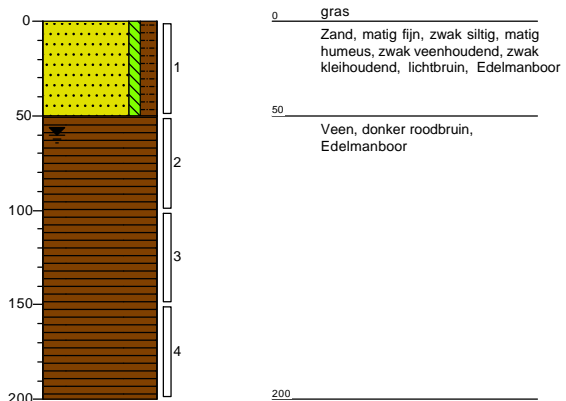 0
50
100
150
200
1
2
3
4
0
gras
Zand, matig fijn, zwak siltig, matig
humeus, zwak veenhoudend, zwak
kleihoudend, lichtbruin, Edelmanboor
50
Veen, donker roodbruin,
Edelmanboor
200